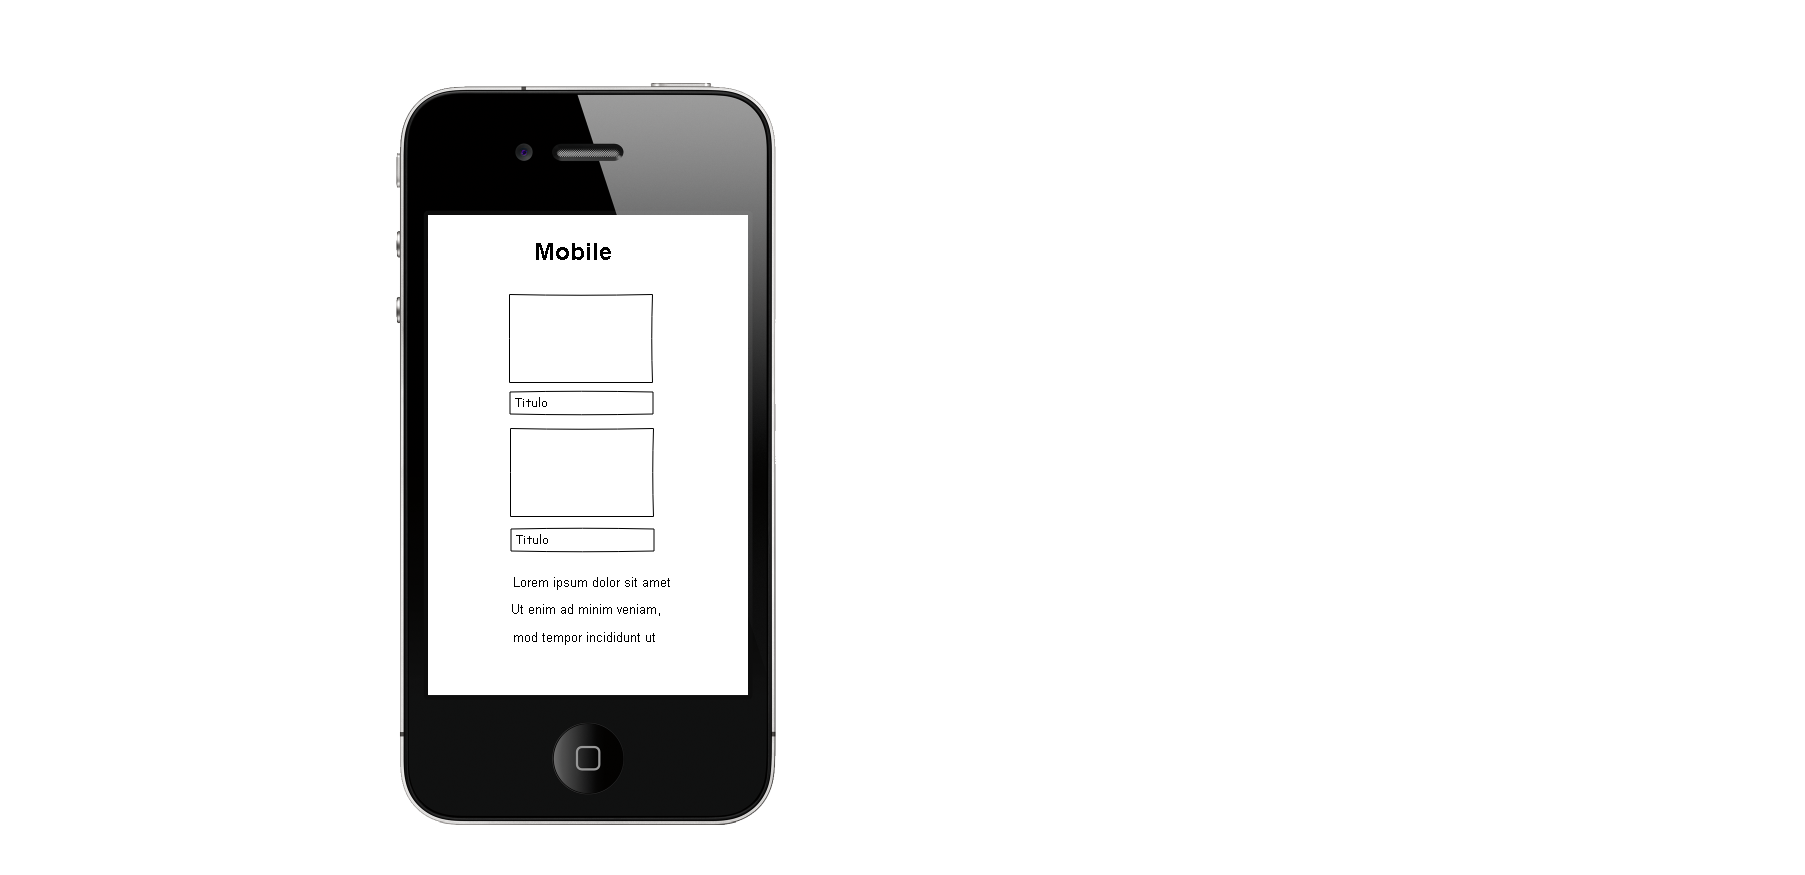 Mobile
Titulo
Titulo
Lorem ipsum dolor sit amet
Ut enim ad minim veniam,
mod tempor incididunt ut